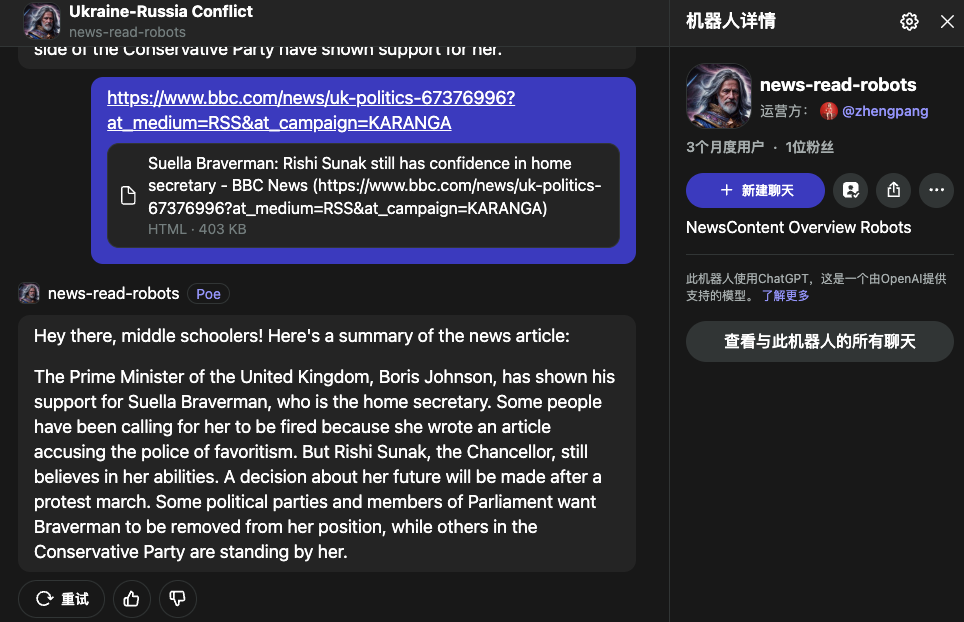 Ukraine-Russia Conflict
news-read-robots
side of the Conservative Party have shown support for her.
https://www.bbc.com/news/uk-politics-67376996?
at_medium=RSS&at_campaign=KARANGA
Suella Braverman: Rishi Sunak still has confidence in home
secretary - BBC News (https://www.bbc.com/news/uk-politics-
67376996?at_medium=RSS&at_campaign=KARANGA)
HTML · 403 KB
news-read-robots Poe
Hey there, middle schoolers! Here's a summary of the news article:
The Prime Minister of the United Kingdom, Boris Johnson, has shown his
support for Suella Braverman, who is the home secretary. Some people
have been calling for her to be fired because she wrote an article
accusing the police of favoritism. But Rishi Sunak, the Chancellor, still
believes in her abilities. A decision about her future will be made after a
protest march. Some political parties and members of Parliament want
Braverman to be removed from her position, while others in the
Conservative Party are standing by her.
重试
机器人详情
news-read-robots
运营方： @zhengpang
3个月度用户 · 1位粉丝
新建聊天
NewsContent Overview Robots
此机器人使用ChatGPT，这是一个由OpenAI提供
支持的模型。 了解更多
查看与此机器人的所有聊天